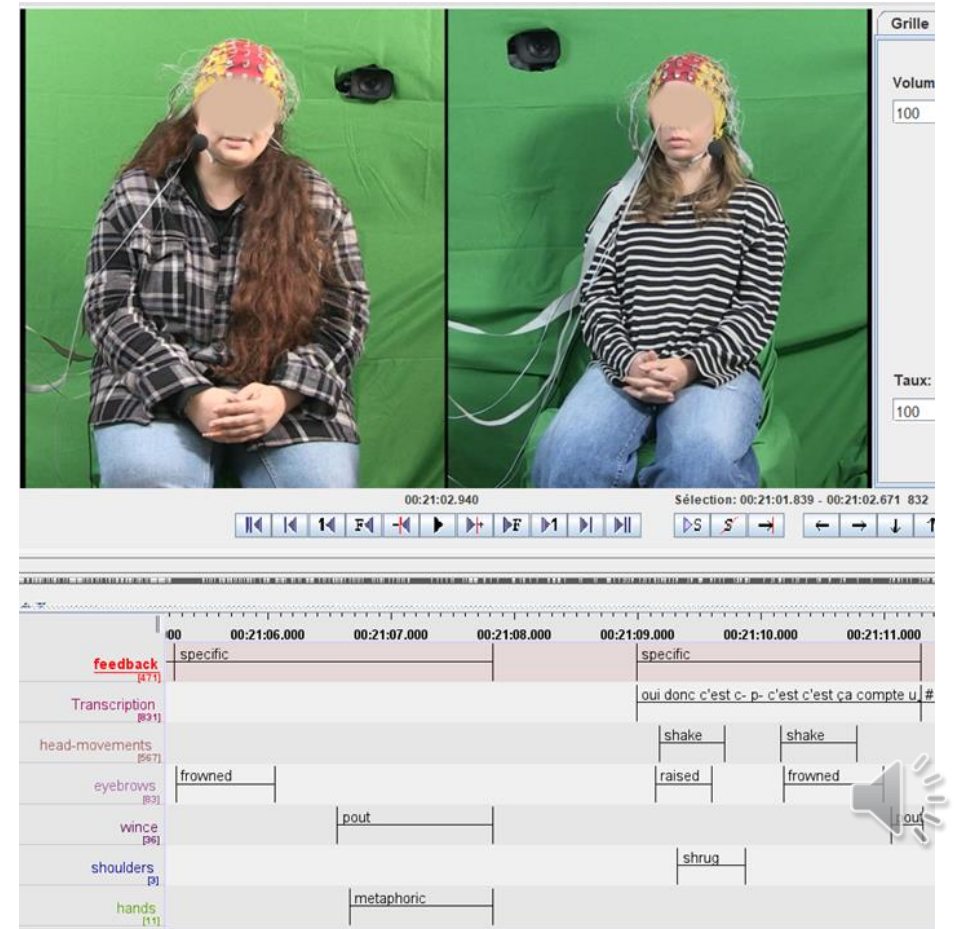 Grille
Volum
100
Taux:
100
00:21:02.940
Sélection: 00:21:01.839 - 00:21:02.671 832
1 F F 1 S S
00 00:21:06.000 00:21:07.000 00:21:08.000 00:21:09.000 00:21:10.000 00:21:11.000
feedback specific specific
[471]
Transcription oui donc c'est c- p- c'est c'est ça compte u #
[831]
head-movements shake shake
[567]
eyebrows frowned raised frowned
[83]
wince pout pout
[36]
shoulders shrug
[3]
hands metaphoric
[11]